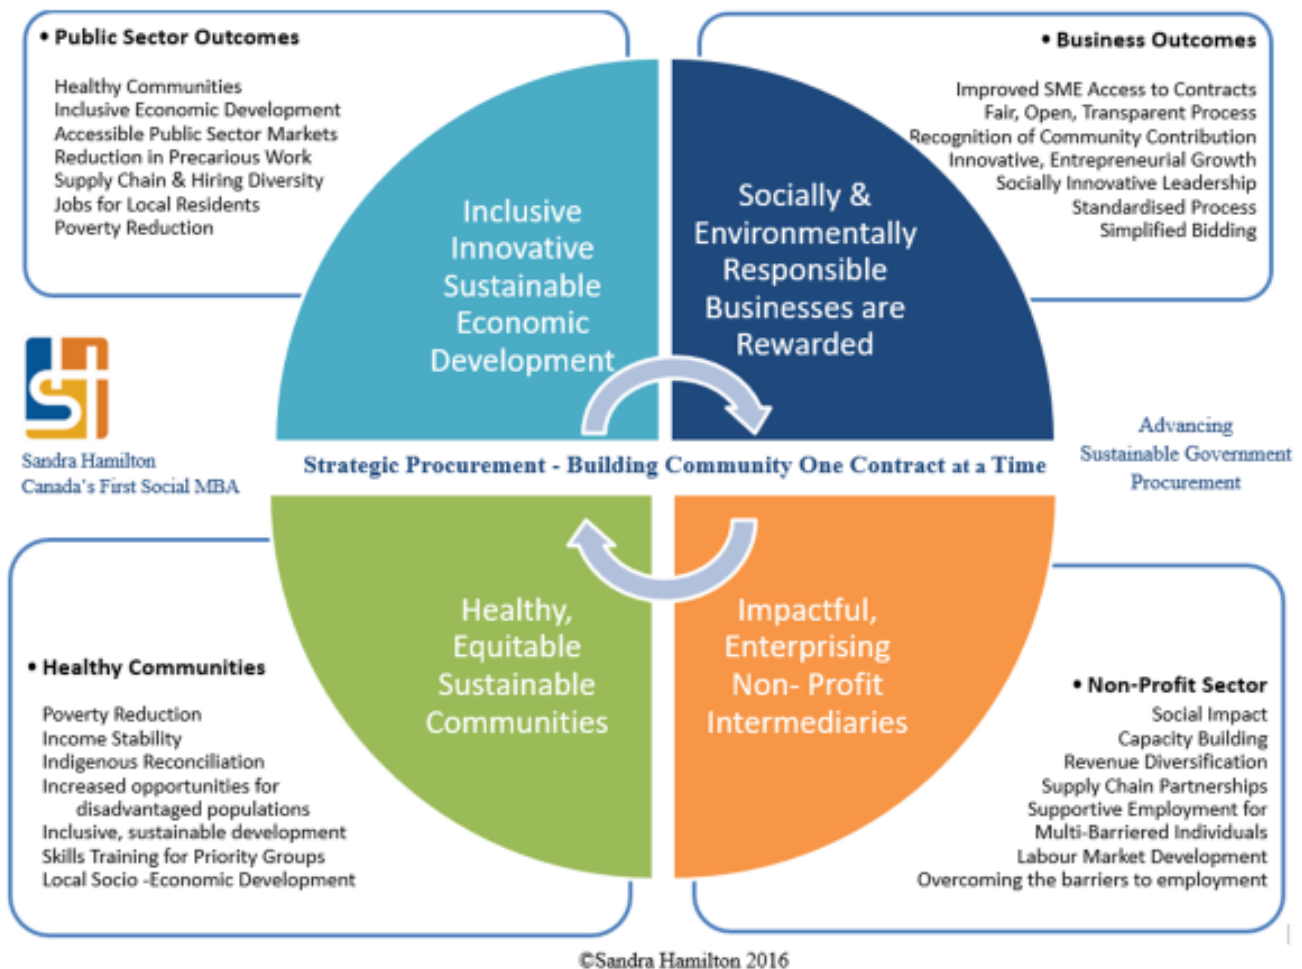 • Public Sector Outcomes
Healthy Communities
Inclusive Economic Development
Accessible Public Sector Markets
Reduction in Precarious Work
Supply Chain & Hiring Diversity
Jobs for Local Residents
Poverty Reduction
• Business Outcomes
Improved SME Access to Contracts
Fair, Open, Transparent Process
Recognition of Community Contribution
Innovative, Entrepreneurial Growth
Socially Innovative Leadership
Standardised Process
Simplified Bidding
Inclusive
Innovative
Sustainable
Economic
Development
Socially &
Environmentally
Responsible
Businesses are
Rewarded
Sandra Hamilton
Canada's First Social MBA
Strategic Procurement - Building Community One Contract at a Time
Advancing
Sustainable Government
Procurement
Healthy,
Equitable
Sustainable
Communities
Impactful,
Enterprising
Non- Profit
Intermediaries
• Healthy Communities
Poverty Reduction
Income Stability
Indigenous Reconciliation
Increased opportunities for
disadvantaged populations
Inclusive, sustainable development
Skills Training for Priority Groups
Local Socio -Economic Development
• Non-Profit Sector
Social Impact
Capacity Building
Revenue Diversification
Supply Chain Partnerships
Supportive Employment for
Multi-Barriered Individuals
Labour Market Development
Overcoming the barriers to employment
©Sandra Hamilton 2016